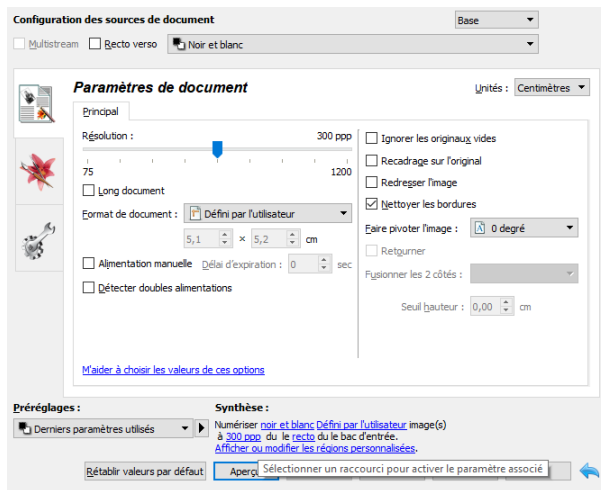 Configuration des sources de document
Base
Multistream
Recto verso
Noir et blanc
Paramètres de document
Unités :
Centimètres
Principal
Résolution :
300 ppp
75
1200
Long document
Format de document :
Défini par l'utilisateur
5,1 × 5,2 cm
Alimentation manuelle
Délai d'expiration :
0
sec
Détecter doubles alimentations
Ignorer les originaux vides
Recadrage sur l'original
Redresser l'image
Nettoyer les bordures
Faire pivoter l'image :
0 degré
Retourner
Fusionner les 2 côtés :
Seuil hauteur :
0,00
cm
M'aider à choisir les valeurs de ces options
Préréglages :
Derniers paramètres utilisés
Synthèse :
Numériser noir et blanc Défini par l'utilisateur image(s)
à 300 ppp du le recto du le bac d'entrée.
Afficher ou modifier les régions personnalisées.
Rétablir valeurs par défaut
Sélectionner un raccourci pour activer le paramètre associé